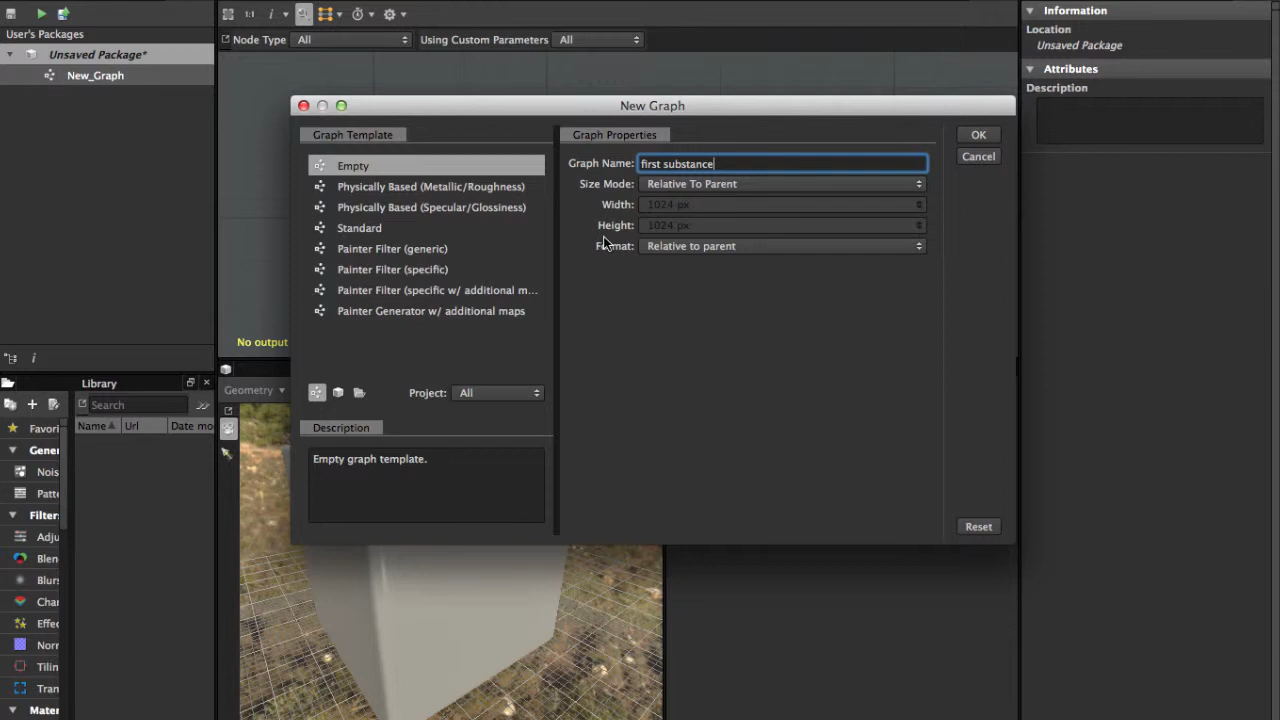 1:1
i
User's Packages
Node Type
All
Using Custom Parameters
All
Unsaved Package*
New_Graph
Information
Location
Unsaved Package
Attributes
Description
New Graph
Graph Template
Empty
Physically Based (Metallic/Roughness)
Physically Based (Specular/Glossiness)
Standard
Painter Filter (generic)
Painter Filter (specific)
Painter Filter (specific w/ additional m...
Painter Generator w/ additional maps
Project:
All
Description
Empty graph template.
Graph Properties
Graph Name:
first substance
Size Mode:
Relative To Parent
Width:
1024 px
Height:
1024 px
Format:
Relative to parent
OK
Cancel
Reset
No output
i
Library
Search
Name
Url
Date mo
Favori
Gener
Nois
Patte
Filter:
Adju
Blen
Blurs
Char
Effec
Norr
Tilin
Tran
Mater
Geometry